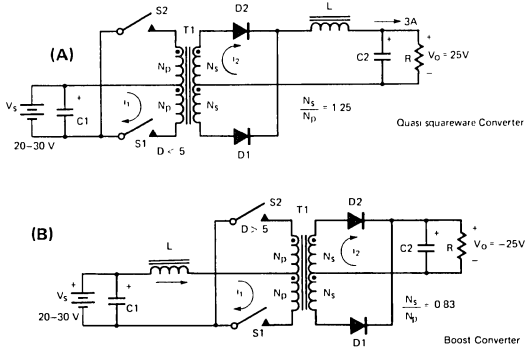 D2
S2
L
T1
3A
(A)
+
C2
R
+
Vo = 25V
−
Np
Ns
i2
Vs
+
C1
i1
Np
Ns
Ns
Np
= 1 25
20-30 V
S1
D < 5
D1
Quasi squareware Converter
(B)
S2
T1
D2
D > 5
L
+
C2
R
+
Vo = −25V
−
Np
Ns
i2
Vs
+
C1
i1
Np
Ns
Ns
Np
= 0 83
20-30 V
S1
D1
Boost Converter